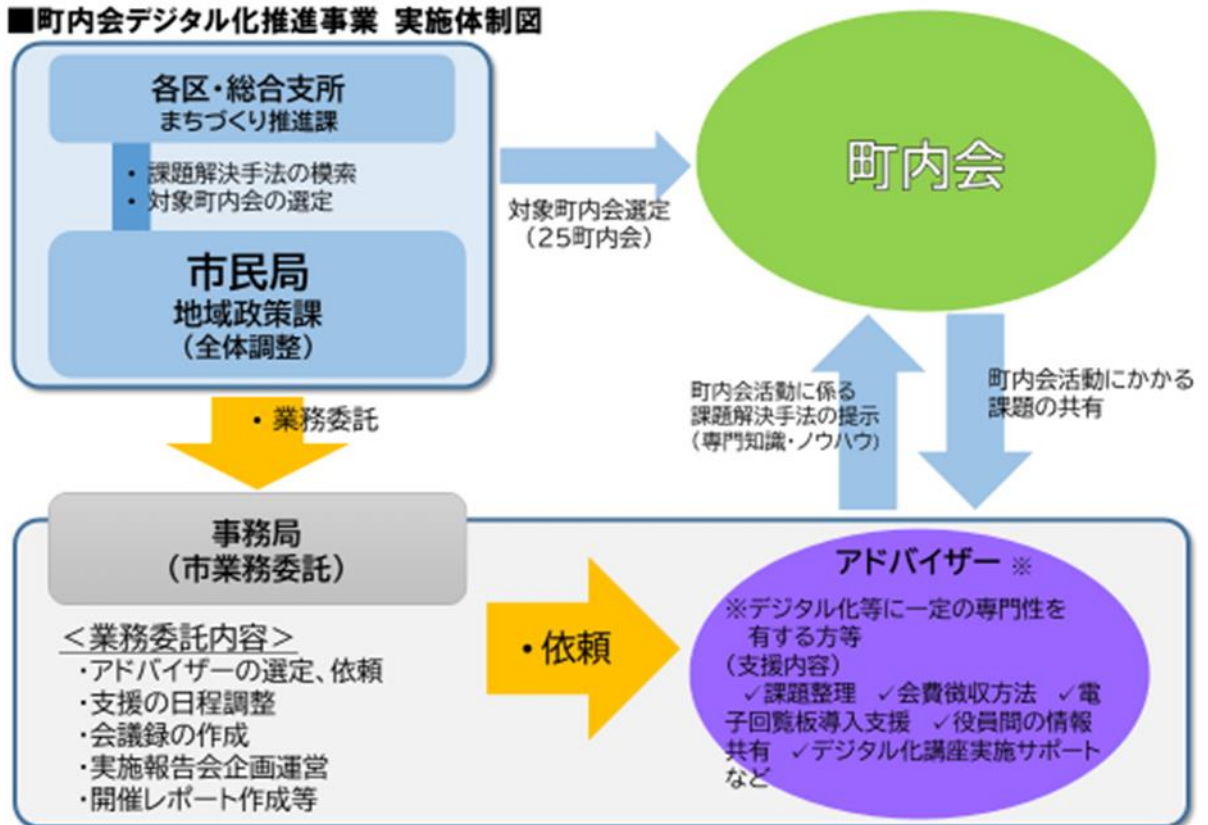 ■町内会デジタル化推進事業 実施体制図
各区・総合支所
まちづくり推進課
・課題解決手法の模索
・対象町内会の選定
市民局
地域政策課
(全体調整)
対象町内会選定
(25町内会)
町内会
・業務委託
町内会活動に係る
課題解決手法の提示
(専門知識・ノウハウ)
町内会活動にかかる
課題の共有
事務局
(市業務委託)
＜業務委託内容＞
・アドバイザーの選定、依頼
・支援の日程調整
・会議録の作成
・実施報告会企画運営
・開催レポート作成等
・依頼
アドバイザー ※
※デジタル化等に一定の専門性を
有する方等
(支援内容)
✓課題整理 ✓会費徴収方法 ✓電
子回覧板導入支援 ✓役員間の情報
共有 ✓デジタル化講座実施サポート
など